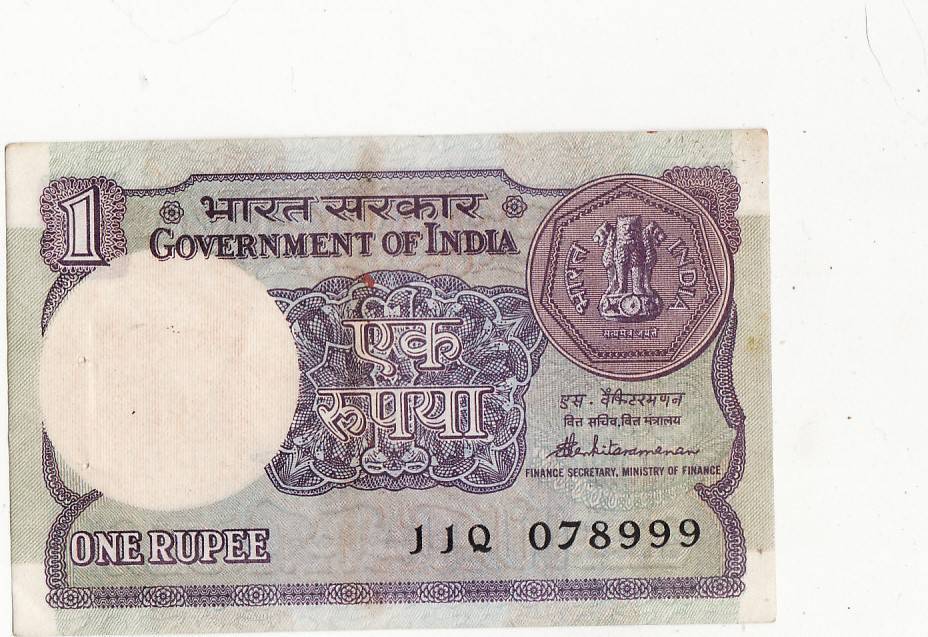 1
भारत सरकार
GOVERNMENT OF INDIA
भारत
INDIA
सत्यमेव जयते
एक
रुपया
एस. वेंकिटरमणन
वित्त सचिव, वित्त मंत्रालय
S Venkitaramanan
FINANCE SECRETARY, MINISTRY OF FINANCE
ONE RUPEE
JJQ 078999